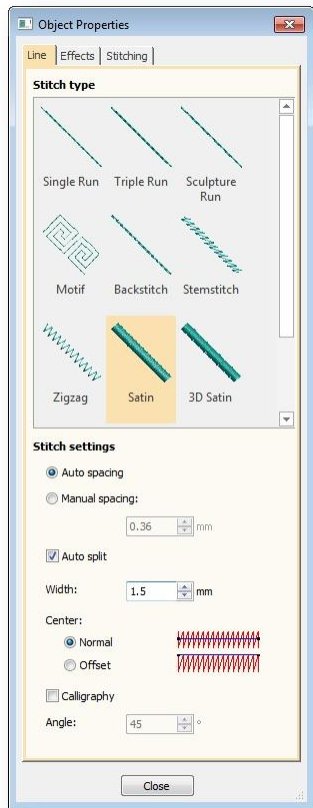 Object Properties
Line Effects Stitching
Stitch type
Single Run Triple Run Sculpture
Run
Motif Backstitch Stemstitch
Zigzag Satin 3D Satin
Stitch settings
Auto spacing
Manual spacing:
0.36 mm
Auto split
Width: 1.5 mm
Center:
Normal
Offset
Calligraphy
Angle: 45 °
Close